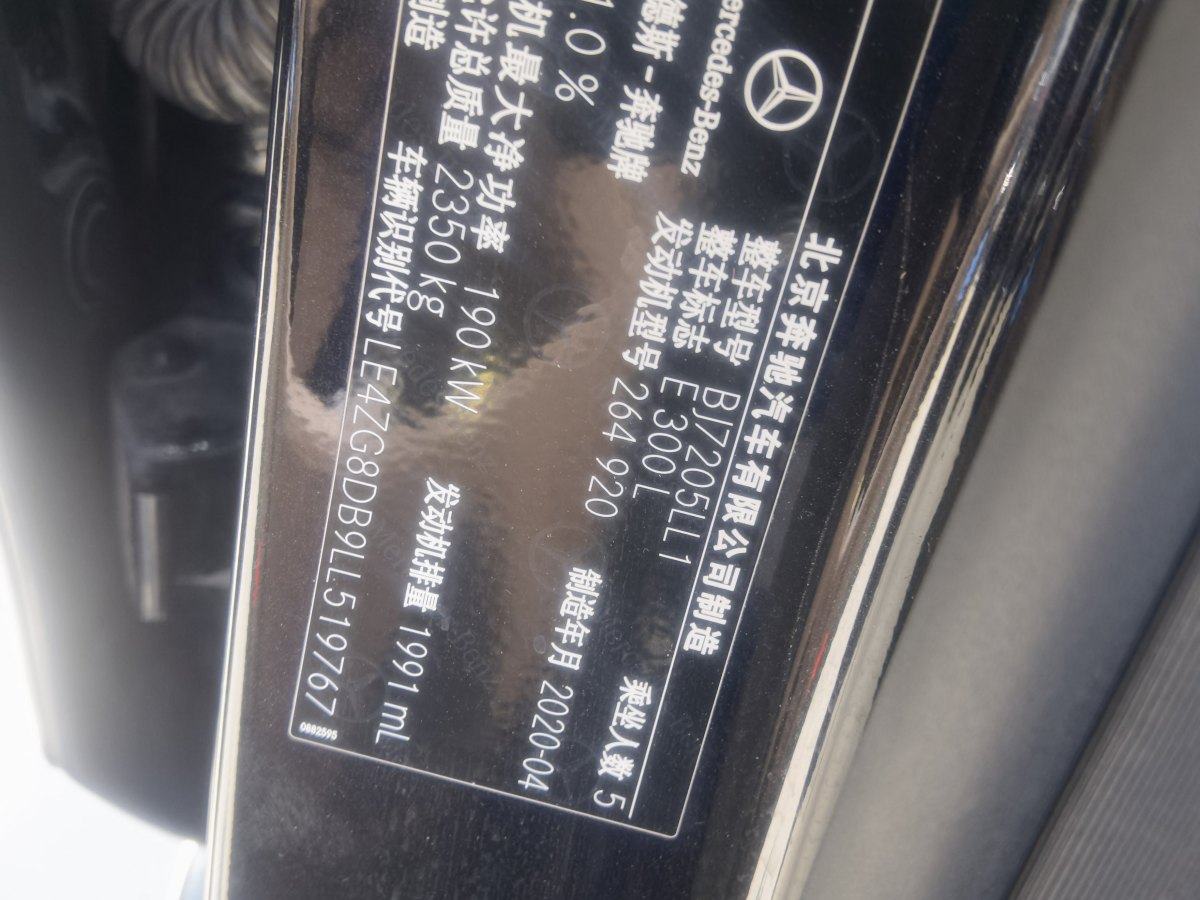 北京奔驰汽车有限公司制造
Mercedes-Benz
德斯-奔驰牌
整车型号 BJ7205LL1
整车标志 E 300 L
乘坐人数 5
发动机型号 264 920
制造年月 2020-04
1.0%
机最大净功率 190 kW
发动机排量 1991 mL
许总质量 2350 kg
制造
车辆识别代号 LE4ZG8DB9LL519767
0682595